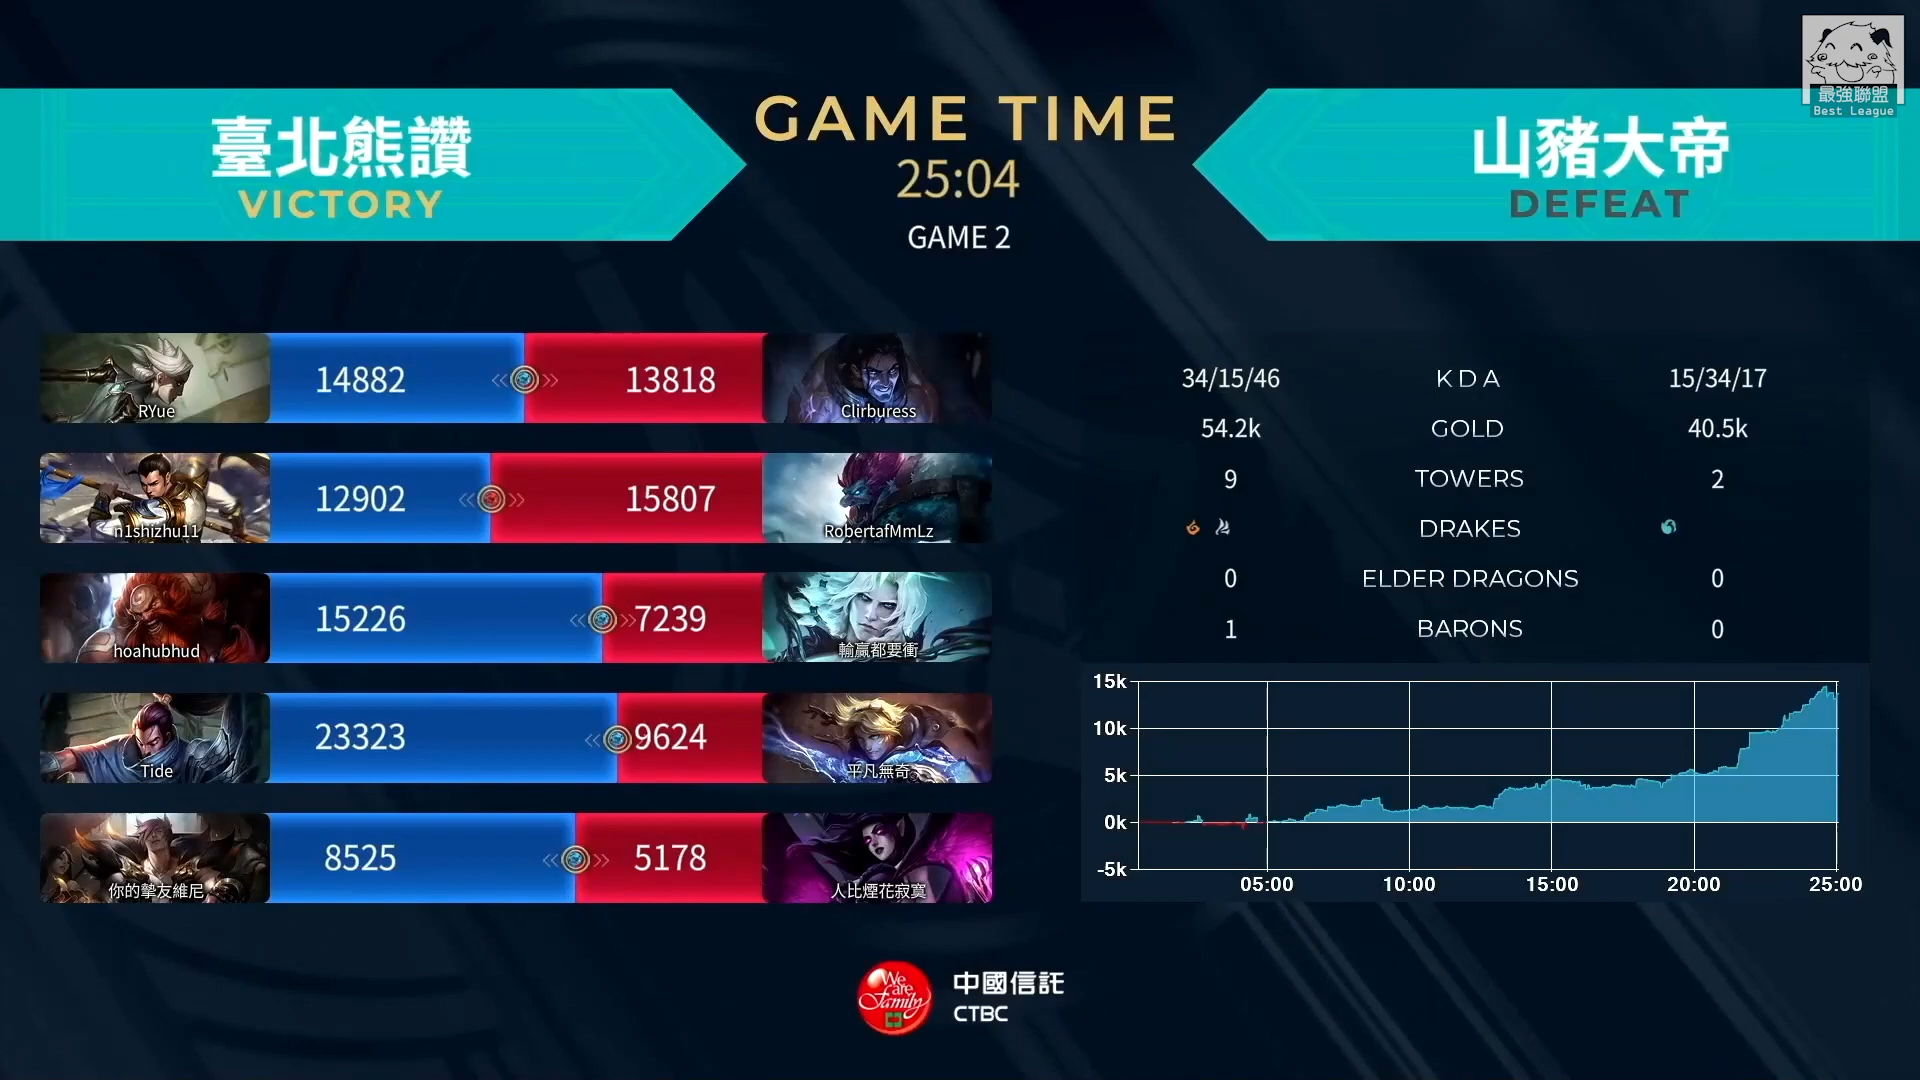 最強聯盟
Best League
臺北熊讚
VICTORY
GAME TIME
25:04
GAME 2
山豬大帝
DEFEAT
RYue
14882
13818
Clirburess
n1shizhu11
12902
15807
RobertafMmLz
hoahubhud
15226
7239
輸贏都要衝
Tide
23323
9624
平凡無奇
你的摯友維尼
8525
5178
人比煙花寂寞
34/15/46 KDA 15/34/17
54.2k GOLD 40.5k
9 TOWERS 2
DRAKES
0 ELDER DRAGONS 0
1 BARONS 0
15k
10k
5k
0k
-5k
05:00 10:00 15:00 20:00 25:00
We are Family
中國信託
CTBC